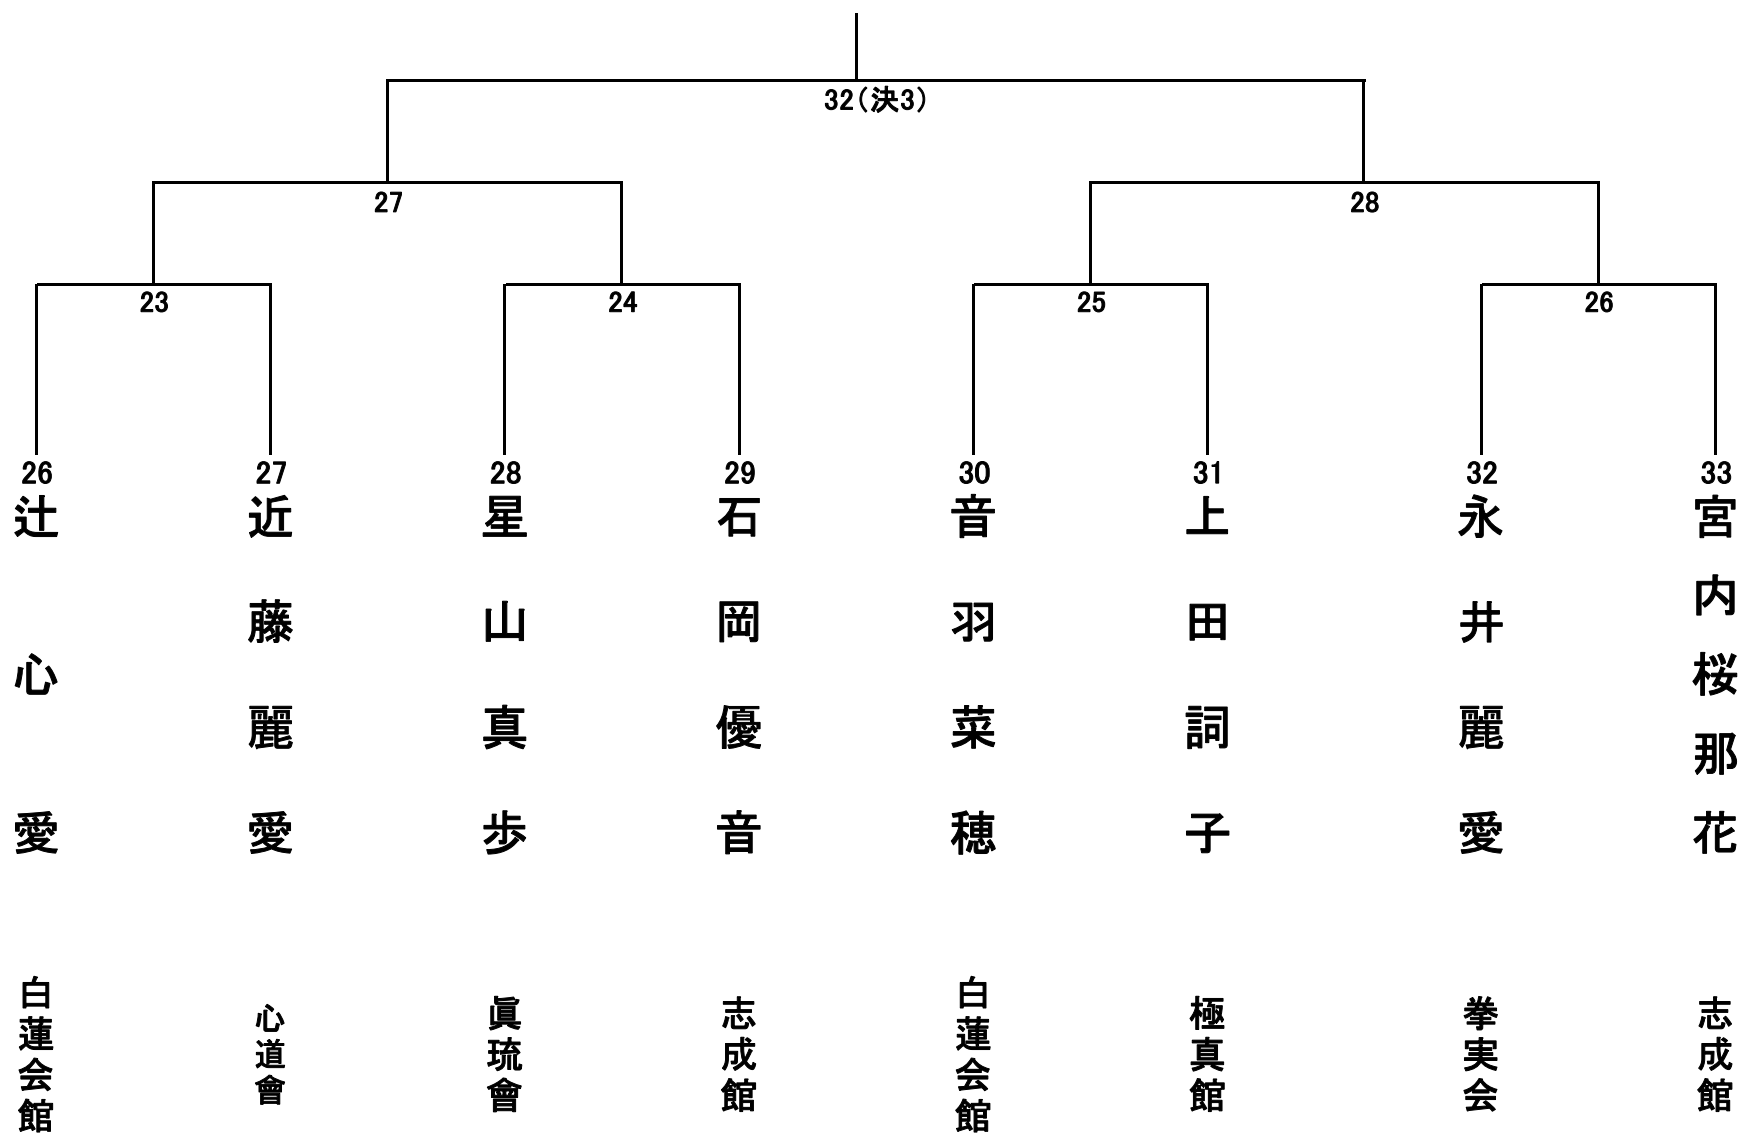 32(決3)
27
28
23
24
25
26
26
27
28
29
30
31
32
33
辻心愛
近藤麗愛
星山真歩
石岡優音
音羽菜穂
上田詞子
永井麗愛
宮内桜那花
白蓮会館
心道會
眞琉會
志成館
白蓮会館
極真館
拳実会
志成館